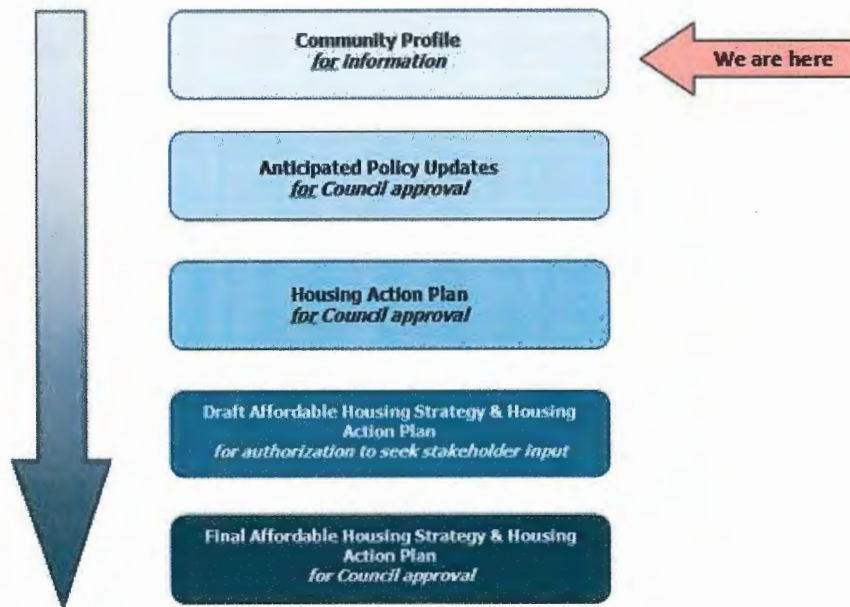 Community Profile
for Information
We are here
Anticipated Policy Updates
for Council approval
Housing Action Plan
for Council approval
Draft Affordable Housing Strategy & Housing
Action Plan
for authorization to seek stakeholder input
Final Affordable Housing Strategy & Housing
Action Plan
for Council approval